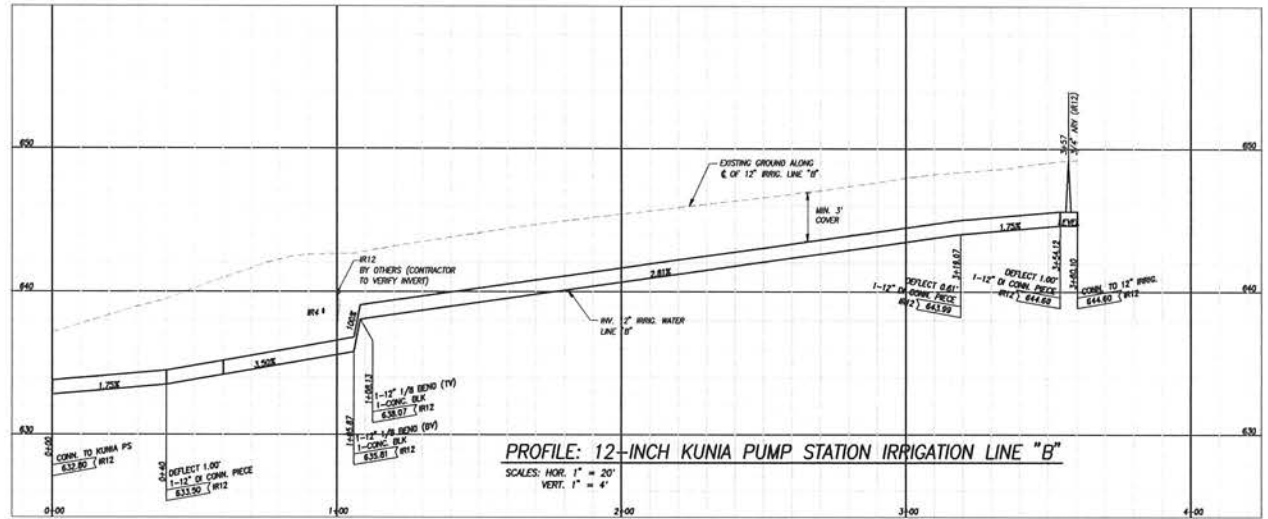 650
650
640
640
630
630
3+57
3/4" ARV (IR12)
EXISTING GROUND ALONG
℄ OF 12" IRRIG. LINE "B"
MIN. 3'
COVER
IR12
BY OTHERS (CONTRACTOR
TO VERIFY INVERT)
IR4
1.75%
3.50%
100%
2.81%
1.75%
LEVEL
INV. 12" IRRIG. WATER
LINE "B"
0+00
CONN. TO KUNIA PS
632.80 IR12
0+40
DEFLECT 1.00'
1-12" DI CONN. PIECE
633.50 IR12
1+05.87
1-12" 1/8 BEND (BV)
1-CONC. BLK
635.81 IR12
1+08.13
1-12" 1/8 BEND (TV)
1-CONC. BLK
638.07 IR12
3+19.07
DEFLECT 0.61'
1-12" DI CONN. PIECE
IR12 643.99
3+54.12
DEFLECT 1.00'
1-12" DI CONN. PIECE
IR12 644.60
3+60.10
CONN. TO 12" IRRIG.
644.60 IR12
PROFILE: 12-INCH KUNIA PUMP STATION IRRIGATION LINE "B"
SCALES: HOR. 1" = 20'
VERT. 1" = 4'
0+00
1+00
2+00
3+00
4+00